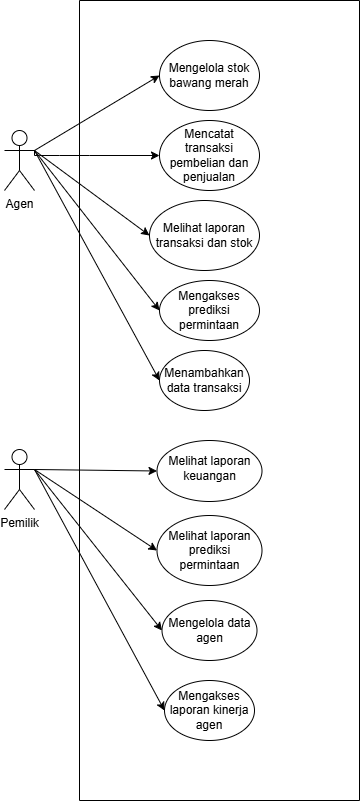 Mengelola stok
bawang merah
Mencatat
transaksi
pembelian dan
penjualan
Agen
Melihat laporan
transaksi dan stok
Mengakses
prediksi
permintaan
Menambahkan
data transaksi
Melihat laporan
keuangan
Pemilik
Melihat laporan
prediksi
permintaan
Mengelola data
agen
Mengakses
laporan kinerja
agen